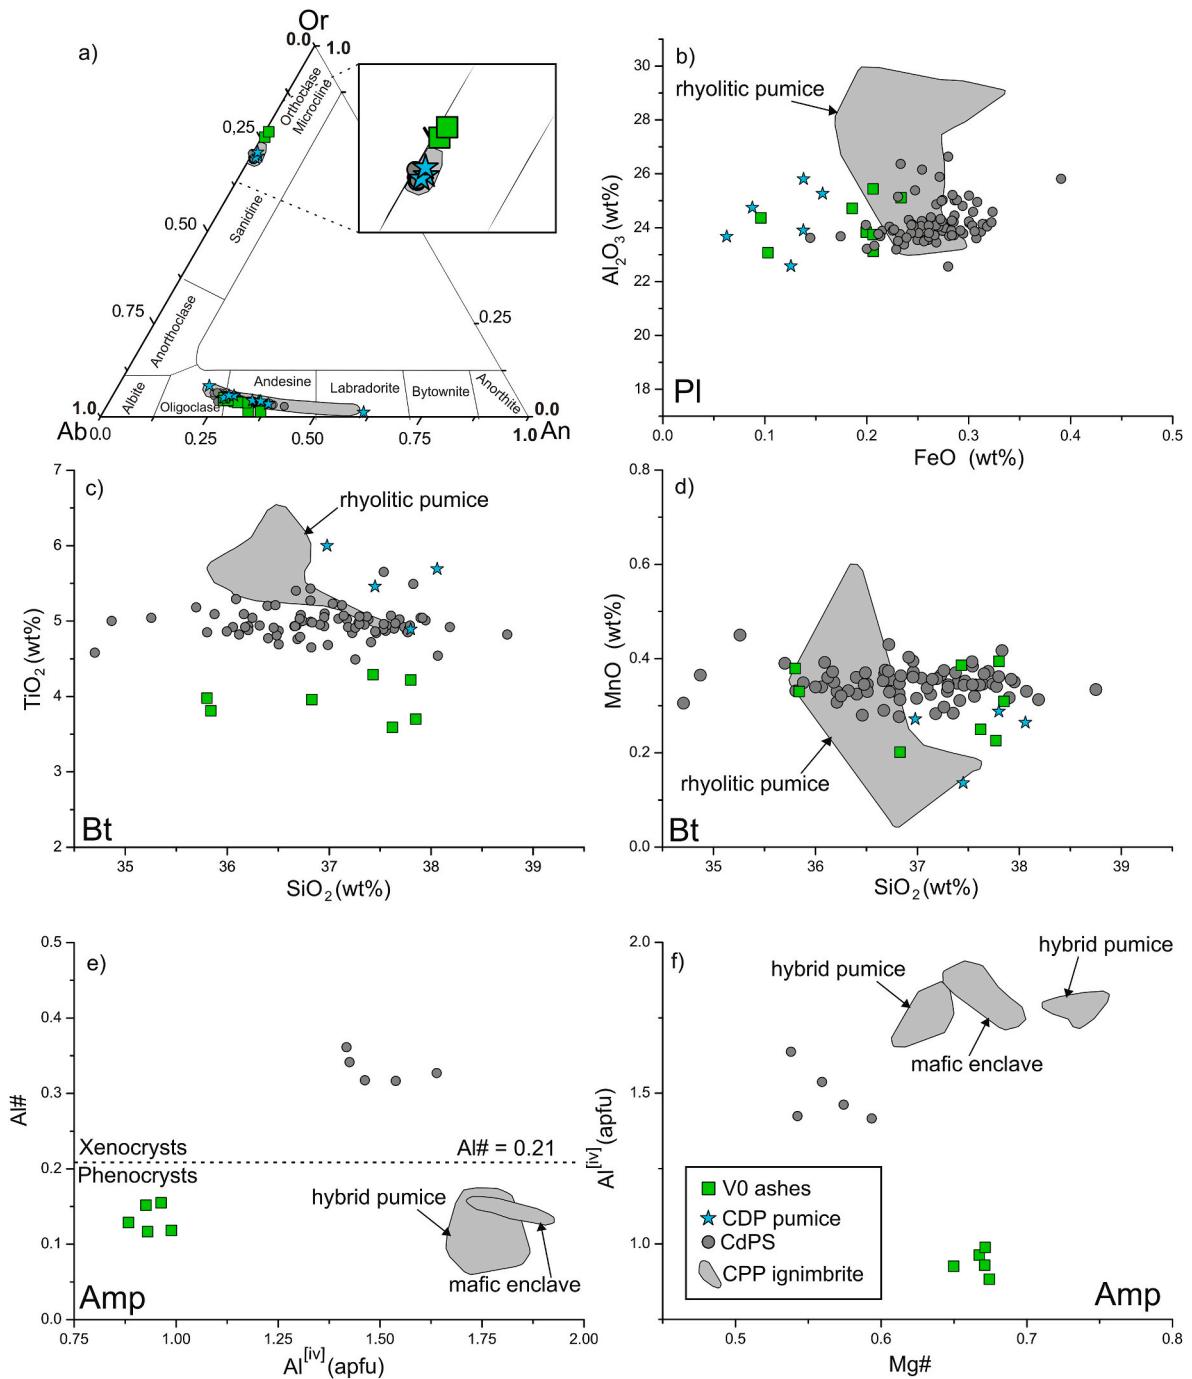 a)
Or
0.0
1.0
Orthoclase
Microcline
0,25
Sanidine
0.50
0.25
0.75
Anorthoclase
Albite
Oligoclase
Andesine
Labradorite
Bytownite
Anorthite
1.0
0.0
Ab
An
0.0
0.25
0.50
0.75
1.0
b)
rhyolitic pumice
Al2O3 (wt%)
30
28
26
24
22
20
18
Pl
0.0 0.1 0.2 0.3 0.4 0.5
FeO (wt%)
c)
rhyolitic pumice
TiO2 (wt%)
7
6
5
4
3
2
Bt
35 36 37 38 39
SiO2 (wt%)
d)
rhyolitic pumice
MnO (wt%)
0.8
0.6
0.4
0.2
0.0
Bt
35 36 37 38 39
SiO2 (wt%)
e)
Al#
0.5
0.4
0.3
0.2
0.1
0.0
Xenocrysts
Al# = 0.21
Phenocrysts
hybrid pumice
mafic enclave
Amp
0.75 1.00 1.25 1.50 1.75 2.00
Al[iv] (apfu)
f)
hybrid pumice
hybrid pumice
mafic enclave
Al[iv] (apfu)
2.0
1.5
1.0
V0 ashes
CDP pumice
CdPS
CPP ignimbrite
Amp
0.5 0.6 0.7 0.8
Mg#